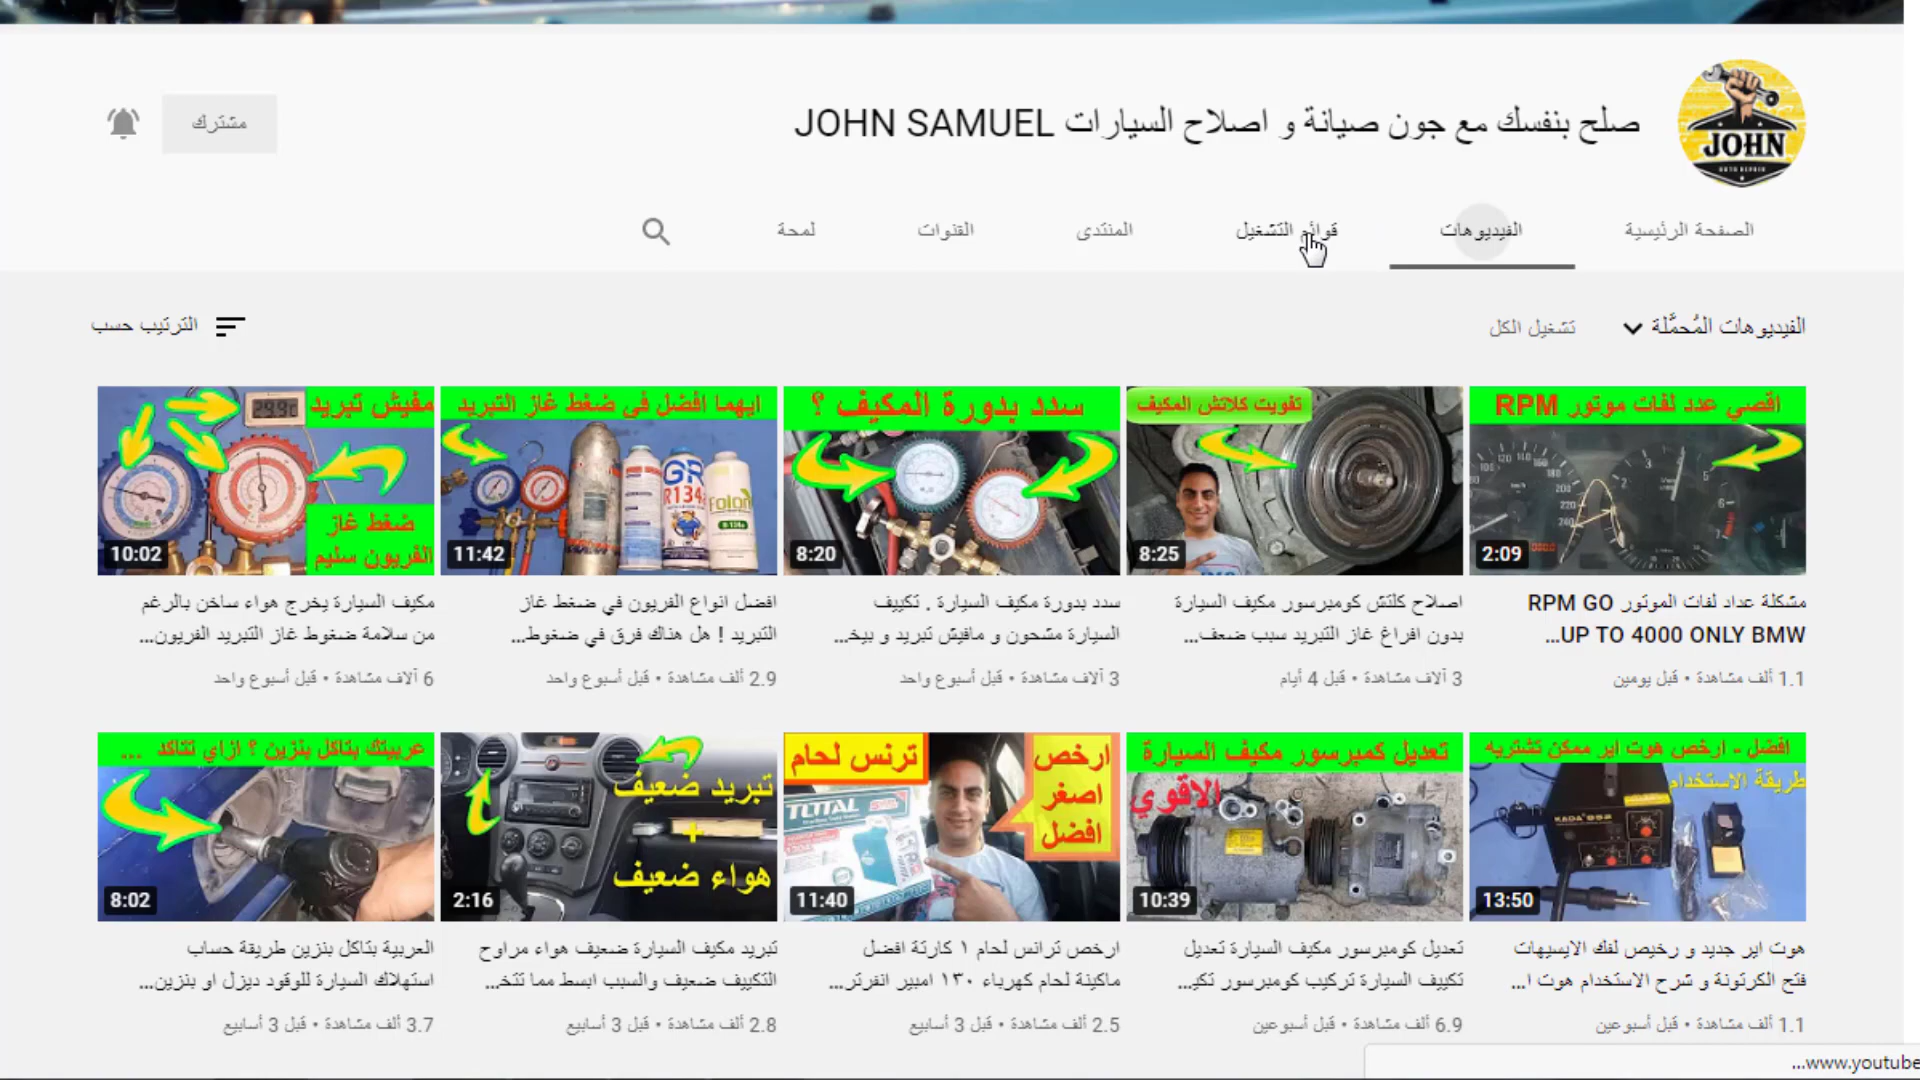 صلح بنفسك مع جون صيانة و اصلاح السيارات JOHN SAMUEL
JOHN
AUTO REPAIR
مشترك
الصفحة الرئيسية
الفيديوهات
قوائم التشغيل
المنتدى
القنوات
لمحة
الفيديوهات المُحمَّلة
تشغيل الكل
الترتيب حسب
اقصي عدد لفات موتور RPM
2:09
مشكلة عداد لفات الموتور RPM GO
UP TO 4000 ONLY BMW...
1.1 ألف مشاهدة • قبل يومين
تفويت كلاتش المكيف
8:25
اصلاح كلتش كومبرسور مكيف السيارة
بدون افراغ غاز التبريد سبب ضعف...
3 آلاف مشاهدة • قبل 4 أيام
سدد بدورة المكيف ؟
8:20
سدد بدورة مكيف السيارة . تكييف
السيارة مشحون و مافيش تبريد و بيخ...
3 آلاف مشاهدة • قبل أسبوع واحد
ايهما افضل في ضغط غاز التبريد
GR
R134
Folon
11:42
افضل انواع الفريون في ضغط غاز
التبريد ! هل هناك فرق في ضغوط...
2.9 ألف مشاهدة • قبل أسبوع واحد
مفيش تبريد
ضغط غاز
الفريون سليم
10:02
مكيف السيارة يخرج هواء ساخن بالرغم
من سلامة ضغوط غاز التبريد الفريون...
6 آلاف مشاهدة • قبل أسبوع واحد
افضل - ارخص هوت اير ممكن تشتريه
طريقة الاستخدام
KADA 852
13:50
هوت اير جديد و رخيص لفك الايسيهات
فتح الكرتونة و شرح الاستخدام هوت ا...
1.1 ألف مشاهدة • قبل أسبوعين
تعديل كمبرسور مكيف السيارة
الاقوي
10:39
تعديل كومبرسور مكيف السيارة تعديل
تكييف السيارة تركيب كومبرسور تكي...
6.9 ألف مشاهدة • قبل أسبوعين
ترنس لحام
ارخص
اصغر
افضل
TOTAL
11:40
ارخص ترانس لحام ١ كارتة افضل
ماكينة لحام كهرباء ١٣٠ امبير انفرتر...
2.5 ألف مشاهدة • قبل 3 أسابيع
تبريد ضعيف
+
هواء ضعيف
2:16
تبريد مكيف السيارة ضعيف هواء مراوح
التكييف ضعيف والسبب ابسط مما تتخ...
2.8 ألف مشاهدة • قبل 3 أسابيع
عربيتك بتاكل بنزين ؟ ازاي تتاكد ...
8:02
العربية بتاكل بنزين طريقة حساب
استهلاك السيارة للوقود ديزل او بنزين...
3.7 ألف مشاهدة • قبل 3 أسابيع
www.youtube...